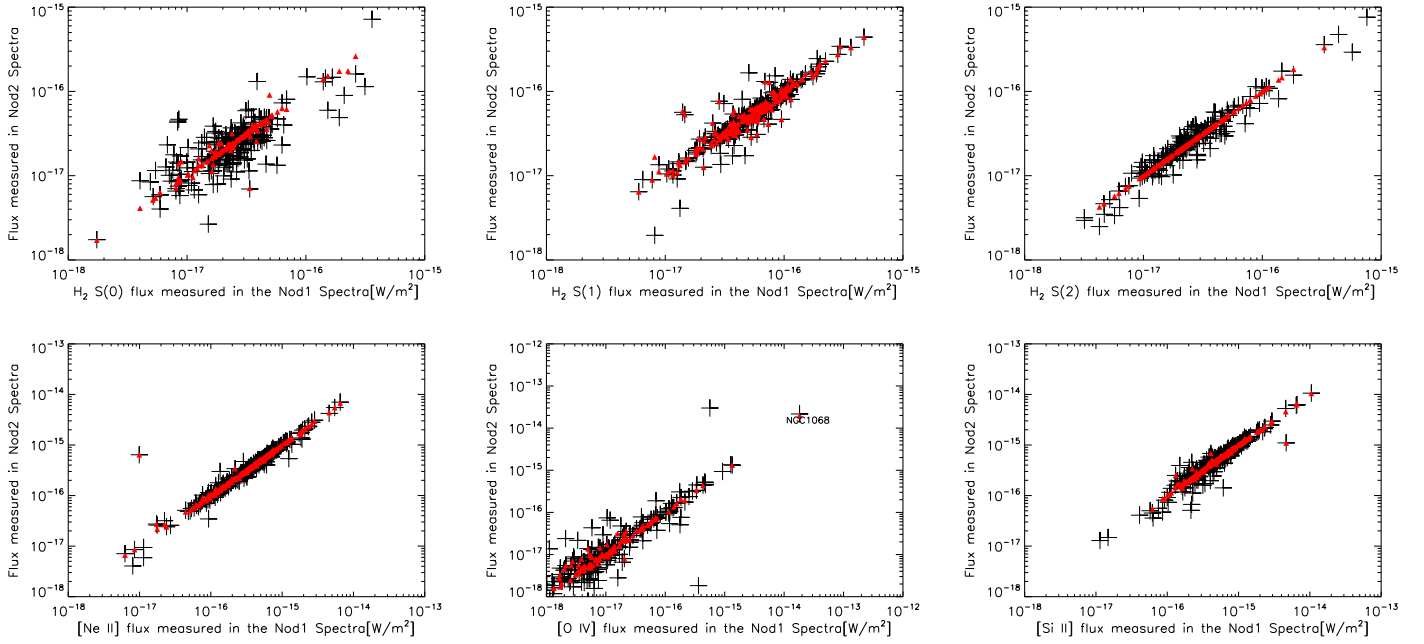 10⁻¹⁵
10⁻¹⁶
10⁻¹⁷
10⁻¹⁸
Flux measured in Nod2 Spectra
10⁻¹⁸ 10⁻¹⁷ 10⁻¹⁶ 10⁻¹⁵
H₂ S(0) flux measured in the Nod1 Spectra[W/m²]
10⁻¹⁵
10⁻¹⁶
10⁻¹⁷
10⁻¹⁸
Flux measured in Nod2 Spectra
10⁻¹⁸ 10⁻¹⁷ 10⁻¹⁶ 10⁻¹⁵
H₂ S(1) flux measured in the Nod1 Spectra[W/m²]
10⁻¹⁵
10⁻¹⁶
10⁻¹⁷
10⁻¹⁸
Flux measured in Nod2 Spectra
10⁻¹⁸ 10⁻¹⁷ 10⁻¹⁶ 10⁻¹⁵
H₂ S(2) flux measured in the Nod1 Spectra[W/m²]
10⁻¹³
10⁻¹⁴
10⁻¹⁵
10⁻¹⁶
10⁻¹⁷
10⁻¹⁸
Flux measured in Nod2 Spectra
10⁻¹⁸ 10⁻¹⁷ 10⁻¹⁶ 10⁻¹⁵ 10⁻¹⁴ 10⁻¹³
[Ne II] flux measured in the Nod1 Spectra[W/m²]
10⁻¹²
10⁻¹³
10⁻¹⁴
10⁻¹⁵
10⁻¹⁶
10⁻¹⁷
10⁻¹⁸
Flux measured in Nod2 Spectra
NGC1068
10⁻¹⁸ 10⁻¹⁷ 10⁻¹⁶ 10⁻¹⁵ 10⁻¹⁴ 10⁻¹³ 10⁻¹²
[O IV] flux measured in the Nod1 Spectra[W/m²]
10⁻¹³
10⁻¹⁴
10⁻¹⁵
10⁻¹⁶
10⁻¹⁷
10⁻¹⁸
Flux measured in Nod2 Spectra
10⁻¹⁸ 10⁻¹⁷ 10⁻¹⁶ 10⁻¹⁵ 10⁻¹⁴ 10⁻¹³
[Si II] flux measured in the Nod1 Spectra[W/m²]